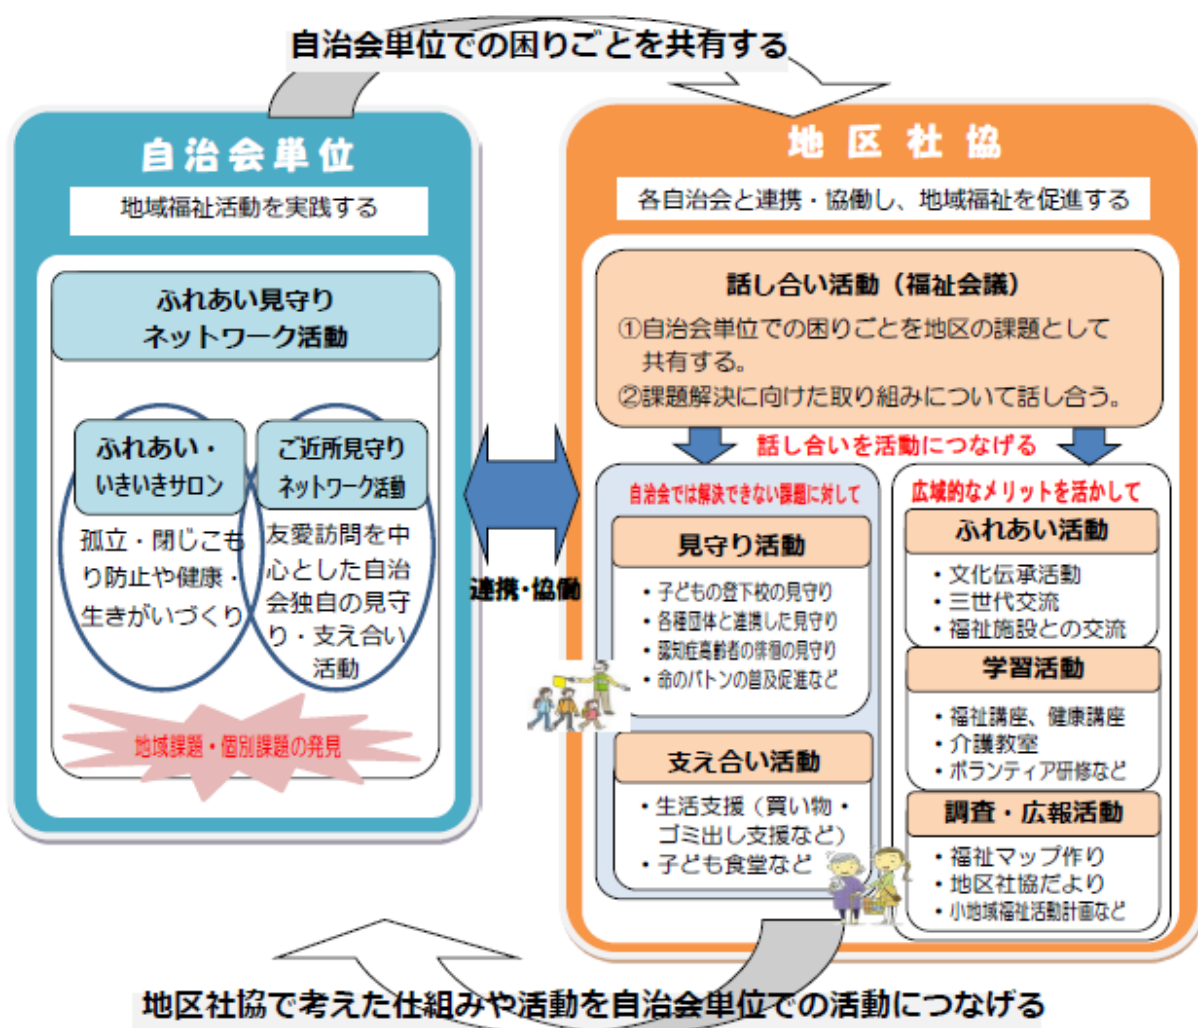 自治会単位での困りごとを共有する
自治会単位
地域福祉活動を実践する
ふれあい見守り
ネットワーク活動
ふれあい・
いきいきサロン
孤立・閉じこも
り防止や健康・
生きがいづくり
ご近所見守り
ネットワーク活動
友愛訪問を中
心とした自治
会独自の見守
り・支え合い
活動
地域課題・個別課題の発見
連携・協働
地区社協
各自治会と連携・協働し、地域福祉を促進する
話し合い活動（福祉会議）
①自治会単位での困りごとを地区の課題として
共有する。
②課題解決に向けた取り組みについて話し合う。
話し合いを活動につなげる
自治会では解決できない課題に対して
見守り活動
・子どもの登下校の見守り
・各種団体と連携した見守り
・認知症高齢者の徘徊の見守り
・命のバトンの普及促進など
支え合い活動
・生活支援（買い物・
ゴミ出し支援など）
・子ども食堂など
広域的なメリットを活かして
ふれあい活動
・文化伝承活動
・三世代交流
・福祉施設との交流
学習活動
・福祉講座、健康講座
・介護教室
・ボランティア研修など
調査・広報活動
・福祉マップ作り
・地区社協だより
・小地域福祉活動計画など
地区社協で考えた仕組みや活動を自治会単位での活動につなげる